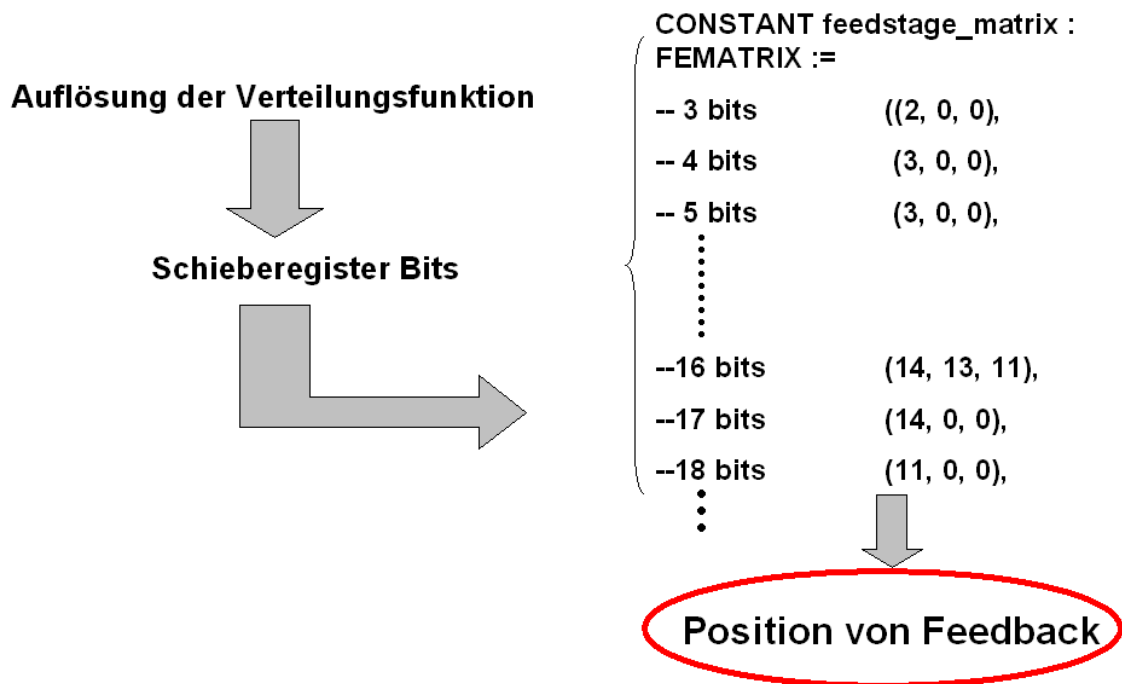 Auflösung der Verteilungsfunktion
Schieberegister Bits
CONSTANT feedstage_matrix :
FEMATRIX :=
-- 3 bits ((2, 0, 0),
-- 4 bits (3, 0, 0),
-- 5 bits (3, 0, 0),
--16 bits (14, 13, 11),
--17 bits (14, 0, 0),
--18 bits (11, 0, 0),
Position von Feedback